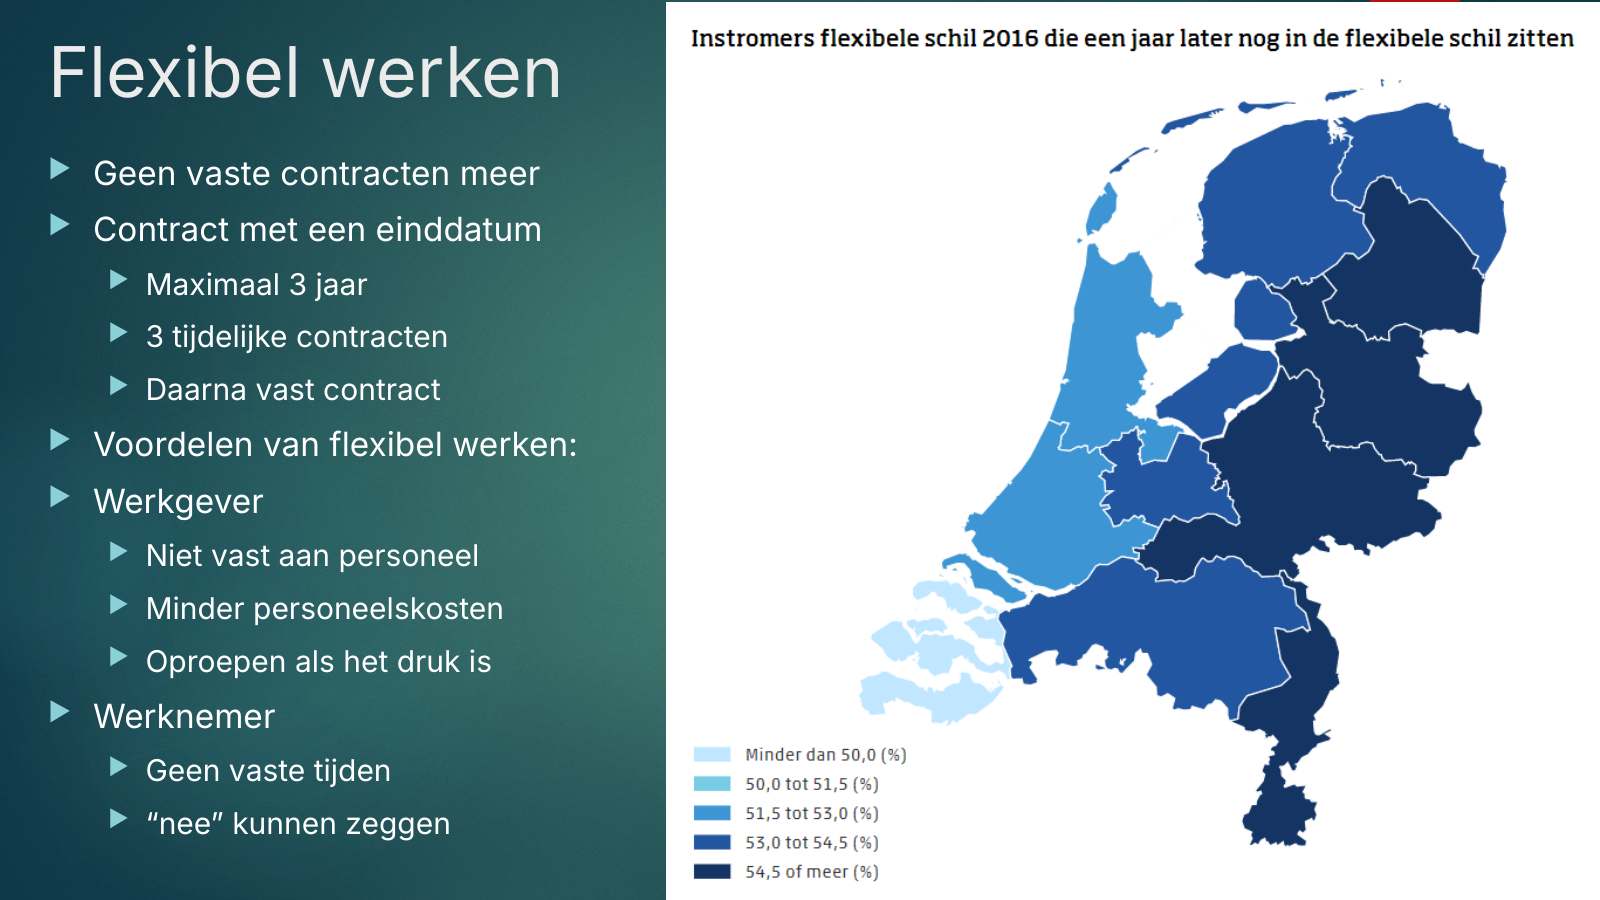 Flexibel werken
Geen vaste contracten meer
Contract met een einddatum
Maximaal 3 jaar
3 tijdelijke contracten
Daarna vast contract
Voordelen van flexibel werken:
Werkgever
Niet vast aan personeel
Minder personeelskosten
Oproepen als het druk is
Werknemer
Geen vaste tijden
“nee” kunnen zeggen
Instromers flexibele schil 2016 die een jaar later nog in de flexibele schil zitten
Minder dan 50,0 (%)
50,0 tot 51,5 (%)
51,5 tot 53,0 (%)
53,0 tot 54,5 (%)
54,5 of meer (%)